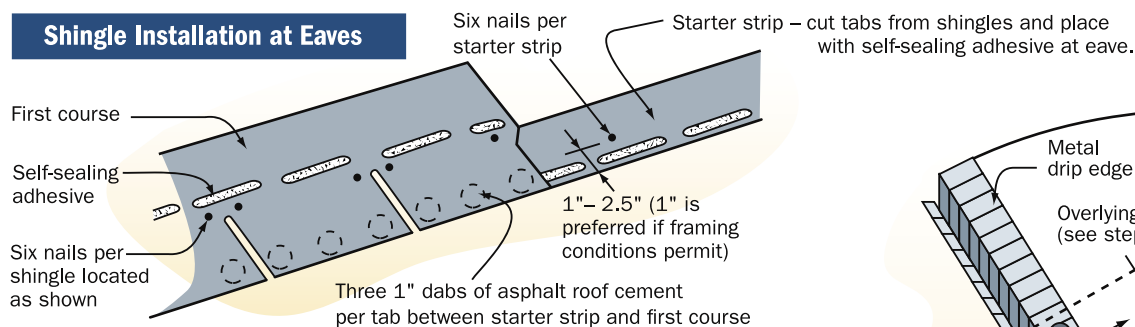 Shingle Installation at Eaves
Six nails per
starter strip
Starter strip – cut tabs from shingles and place
with self-sealing adhesive at eave.
First course
Self-sealing
adhesive
Six nails per
shingle located
as shown
1"– 2.5" (1" is
preferred if framing
conditions permit)
Three 1" dabs of asphalt roof cement
per tab between starter strip and first course
Metal
drip edge
Overlying
(see step